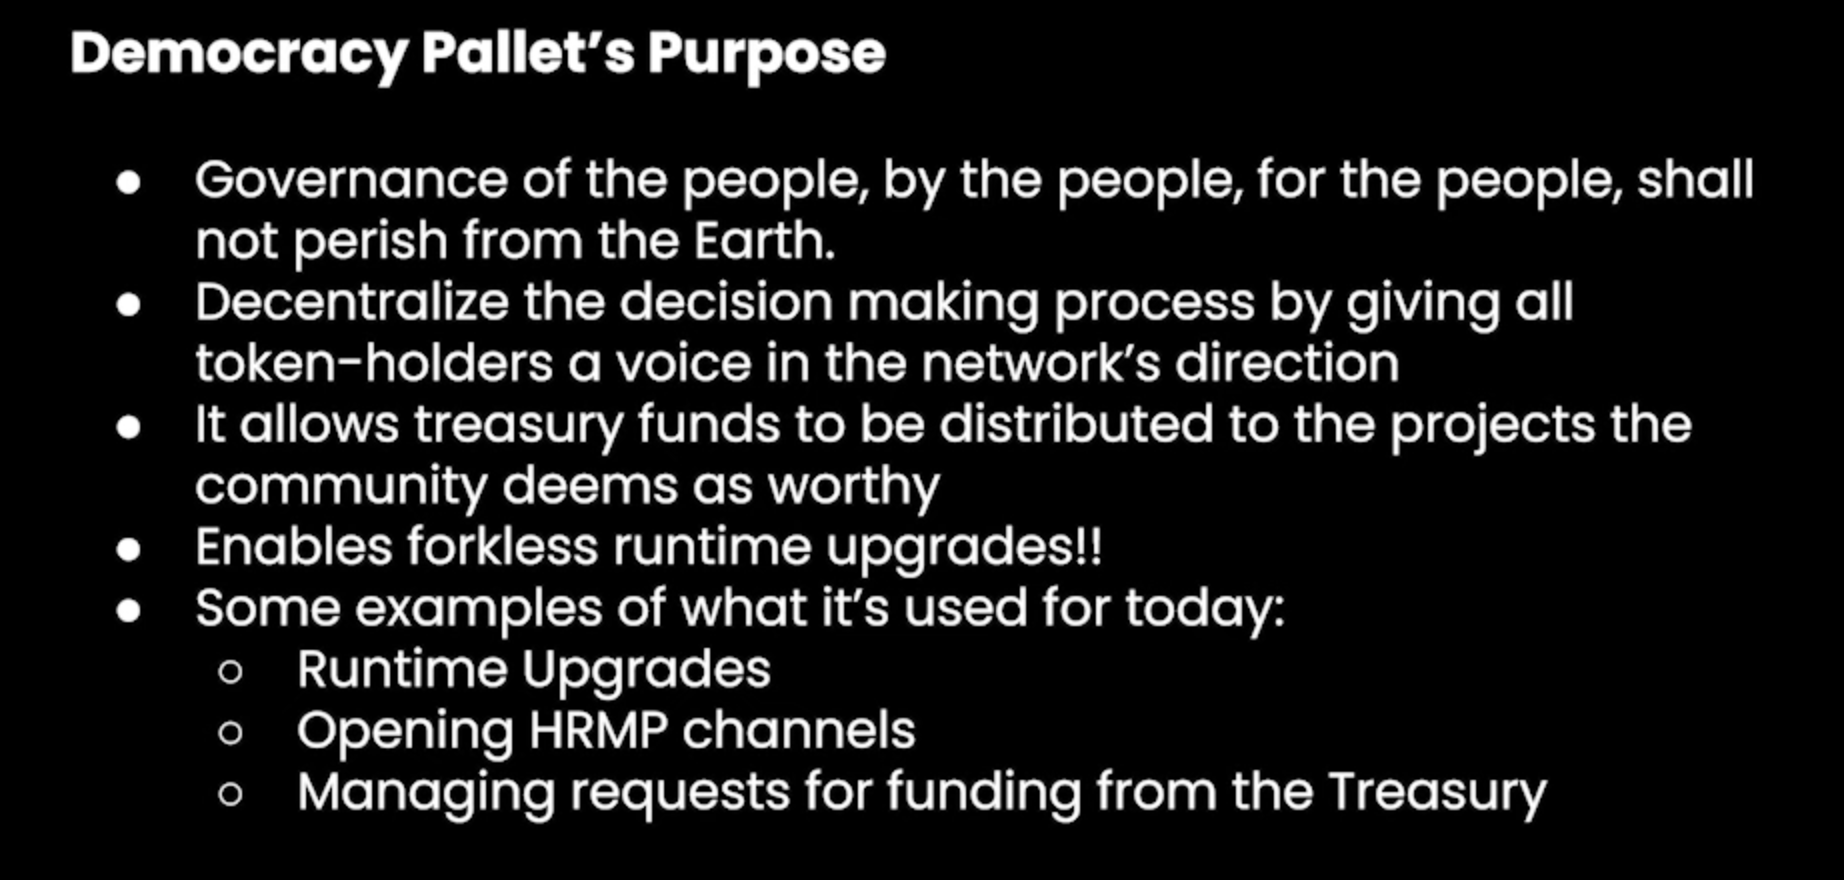 Democracy Pallet’s Purpose
● Governance of the people, by the people, for the people, shall
not perish from the Earth.
● Decentralize the decision making process by giving all
token-holders a voice in the network’s direction
● It allows treasury funds to be distributed to the projects the
community deems as worthy
● Enables forkless runtime upgrades!!
● Some examples of what it’s used for today:
○ Runtime Upgrades
○ Opening HRMP channels
○ Managing requests for funding from the Treasury